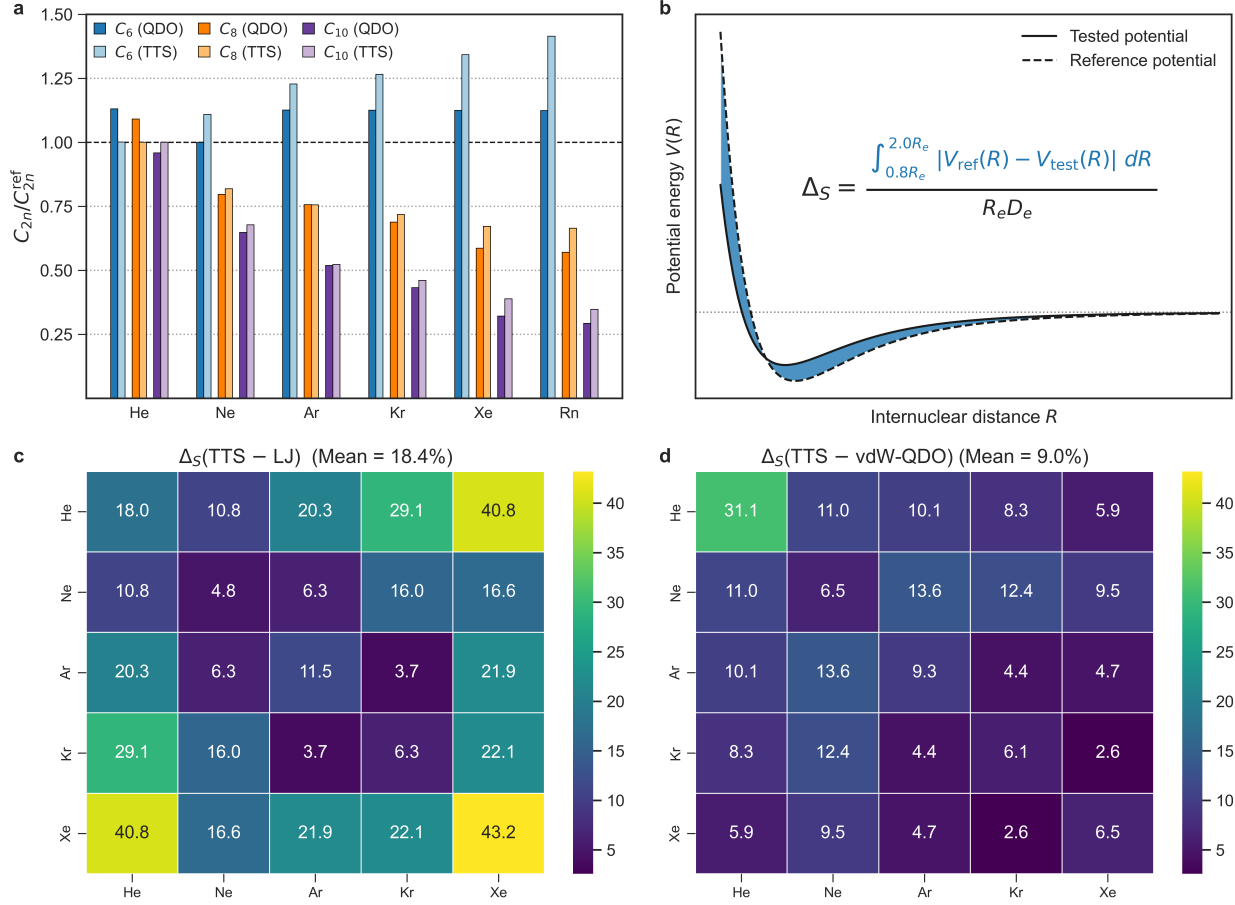 a
1.50
1.25
1.00
0.75
0.50
0.25
C₂ₙ/C₂ₙʳᵉᶠ
C₆ (QDO) C₈ (QDO) C₁₀ (QDO)
C₆ (TTS) C₈ (TTS) C₁₀ (TTS)
He Ne Ar Kr Xe Rn
b
Tested potential
Reference potential
Potential energy V(R)
Δ_S = ∫_{0.8Rₑ}^{2.0Rₑ} |V_ref(R) − V_test(R)| dR
RₑDₑ
Internuclear distance R
c
Δ_S(TTS − LJ) (Mean = 18.4%)
He 18.0 10.8 20.3 29.1 40.8
Ne 10.8 4.8 6.3 16.0 16.6
Ar 20.3 6.3 11.5 3.7 21.9
Kr 29.1 16.0 3.7 6.3 22.1
Xe 40.8 16.6 21.9 22.1 43.2
He Ne Ar Kr Xe
40
35
30
25
20
15
10
5
d
Δ_S(TTS − vdW-QDO) (Mean = 9.0%)
He 31.1 11.0 10.1 8.3 5.9
Ne 11.0 6.5 13.6 12.4 9.5
Ar 10.1 13.6 9.3 4.4 4.7
Kr 8.3 12.4 4.4 6.1 2.6
Xe 5.9 9.5 4.7 2.6 6.5
He Ne Ar Kr Xe
40
35
30
25
20
15
10
5